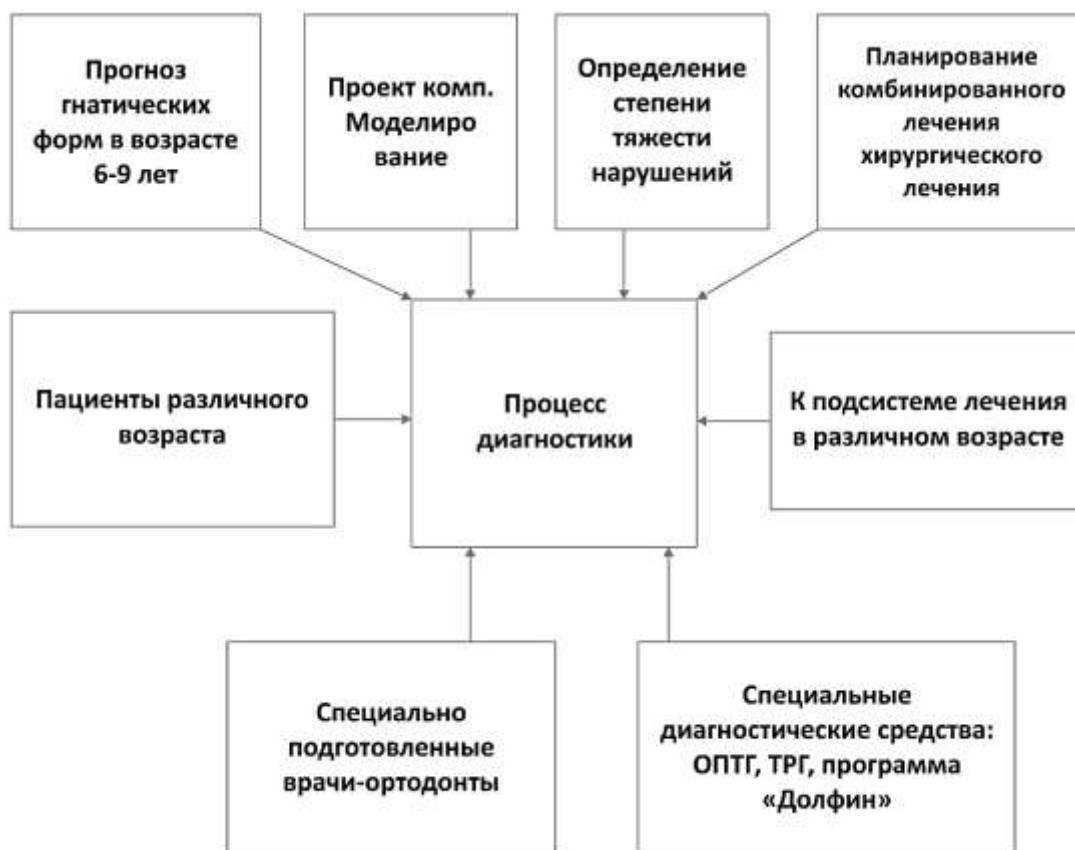 Прогноз
гнатических
форм в возрасте
6-9 лет
Проект комп.
Моделиро
вание
Определение
степени
тяжести
нарушений
Планирование
комбинированного
лечения
хирургического
лечения
Пациенты различного
возраста
Процесс
диагностики
К подсистеме лечения
в различном возрасте
Специально
подготовленные
врачи-ортодонты
Специальные
диагностические средства:
ОПТГ, ТРГ, программа
«Долфин»